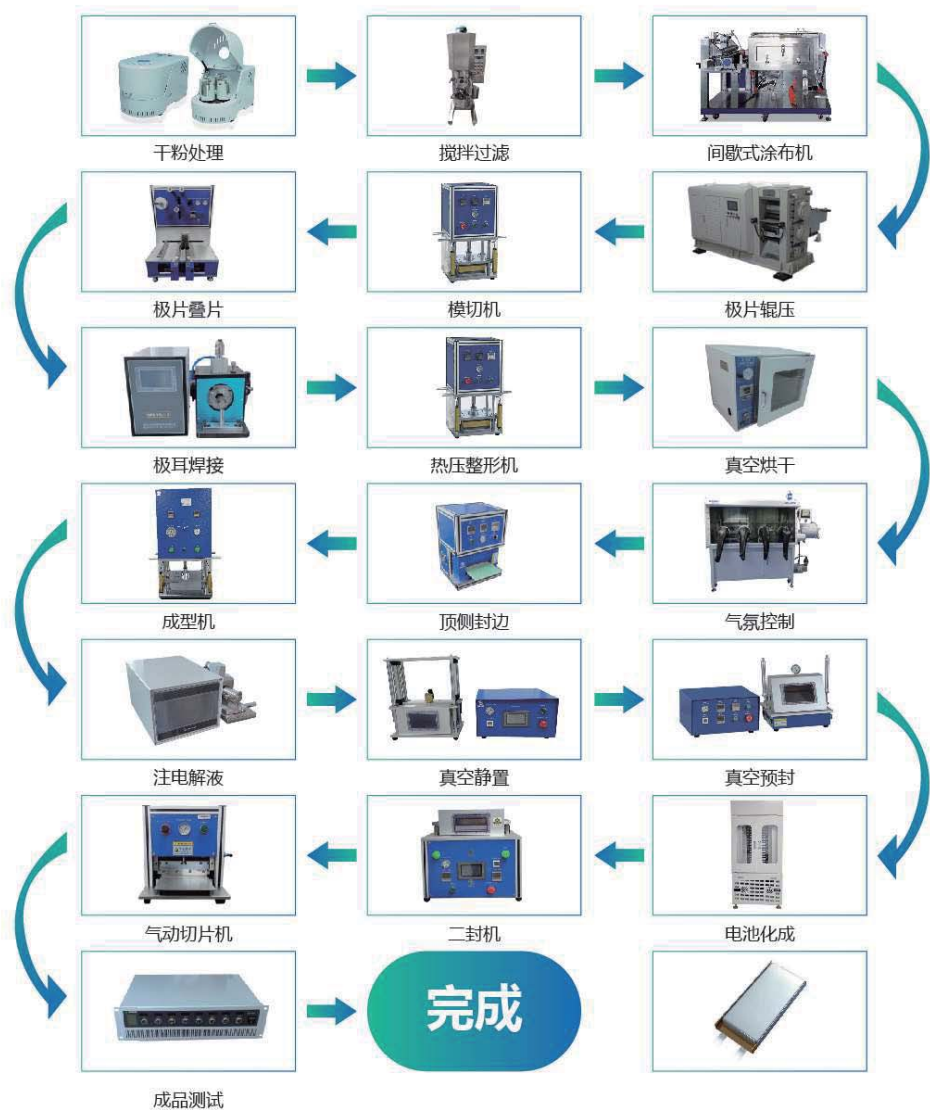 干粉处理
搅拌过滤
间歇式涂布机
极片叠片
模切机
极片辊压
极耳焊接
热压整形机
真空烘干
成型机
顶侧封边
气氛控制
注电解液
真空静置
真空预封
气动切片机
二封机
电池化成
完成
成品测试